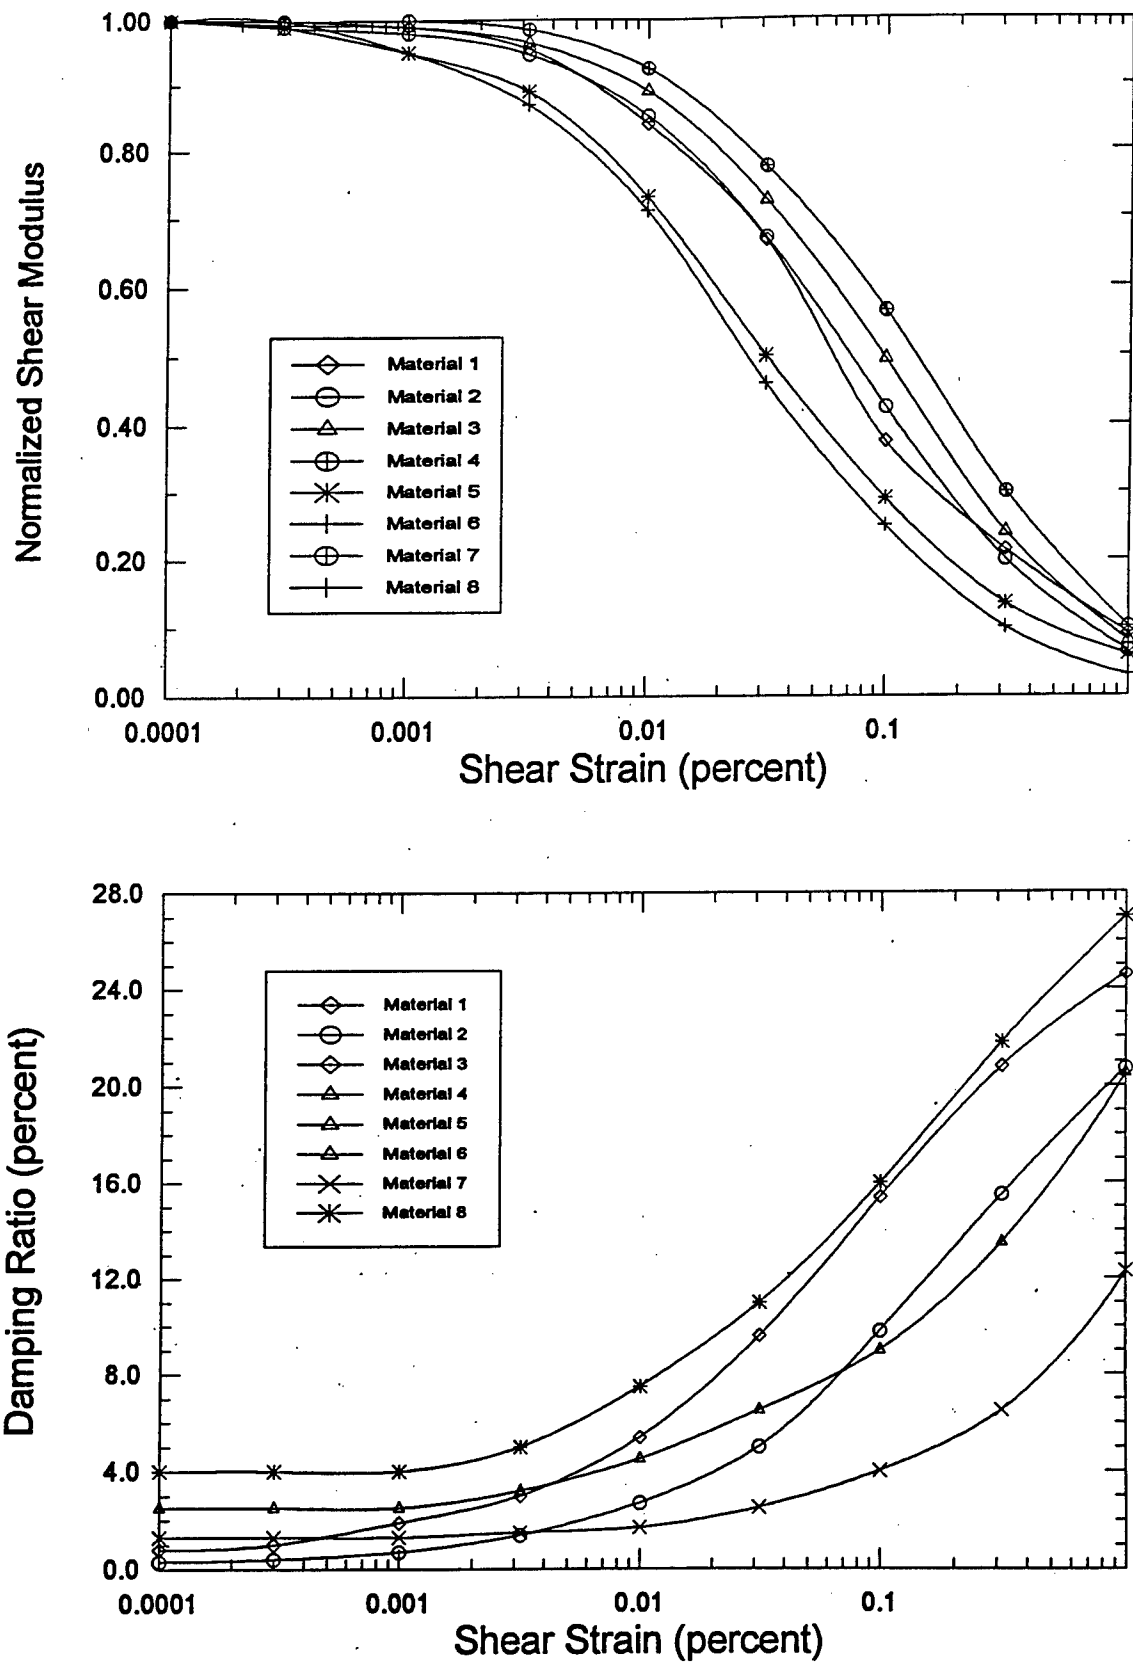 1.00
0.80
0.60
0.40
0.20
0.00
Normalized Shear Modulus
Material 1
Material 2
Material 3
Material 4
Material 5
Material 6
Material 7
Material 8
0.0001
0.001
0.01
0.1
Shear Strain (percent)
28.0
24.0
20.0
16.0
12.0
8.0
4.0
0.0
Damping Ratio (percent)
Material 1
Material 2
Material 3
Material 4
Material 5
Material 6
Material 7
Material 8
0.0001
0.001
0.01
0.1
Shear Strain (percent)